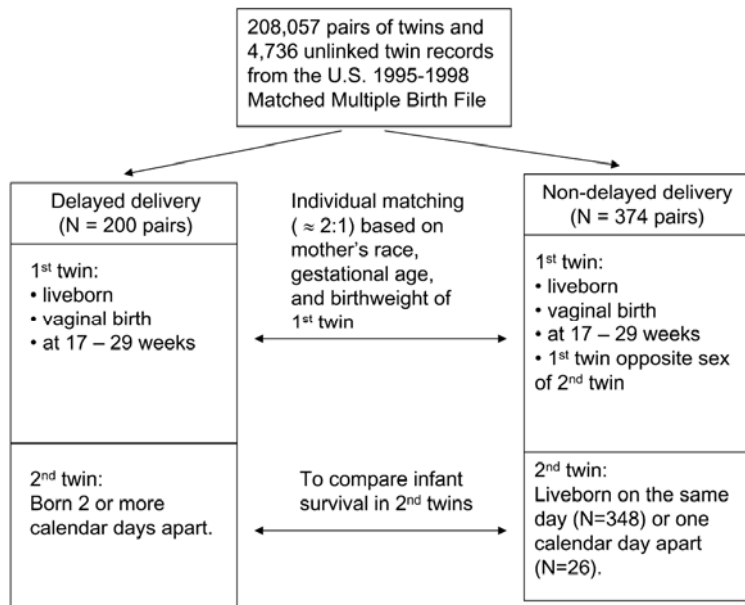 208,057 pairs of twins and
4,736 unlinked twin records
from the U.S. 1995-1998
Matched Multiple Birth File
Delayed delivery
(N = 200 pairs)
1st twin:
• liveborn
• vaginal birth
• at 17 – 29 weeks
2nd twin:
Born 2 or more
calendar days apart.
Individual matching
( ≈ 2:1) based on
mother's race,
gestational age,
and birthweight of
1st twin
To compare infant
survival in 2nd twins
Non-delayed delivery
(N = 374 pairs)
1st twin:
• liveborn
• vaginal birth
• at 17 – 29 weeks
• 1st twin opposite sex
of 2nd twin
2nd twin:
Liveborn on the same
day (N=348) or one
calendar day apart
(N=26).